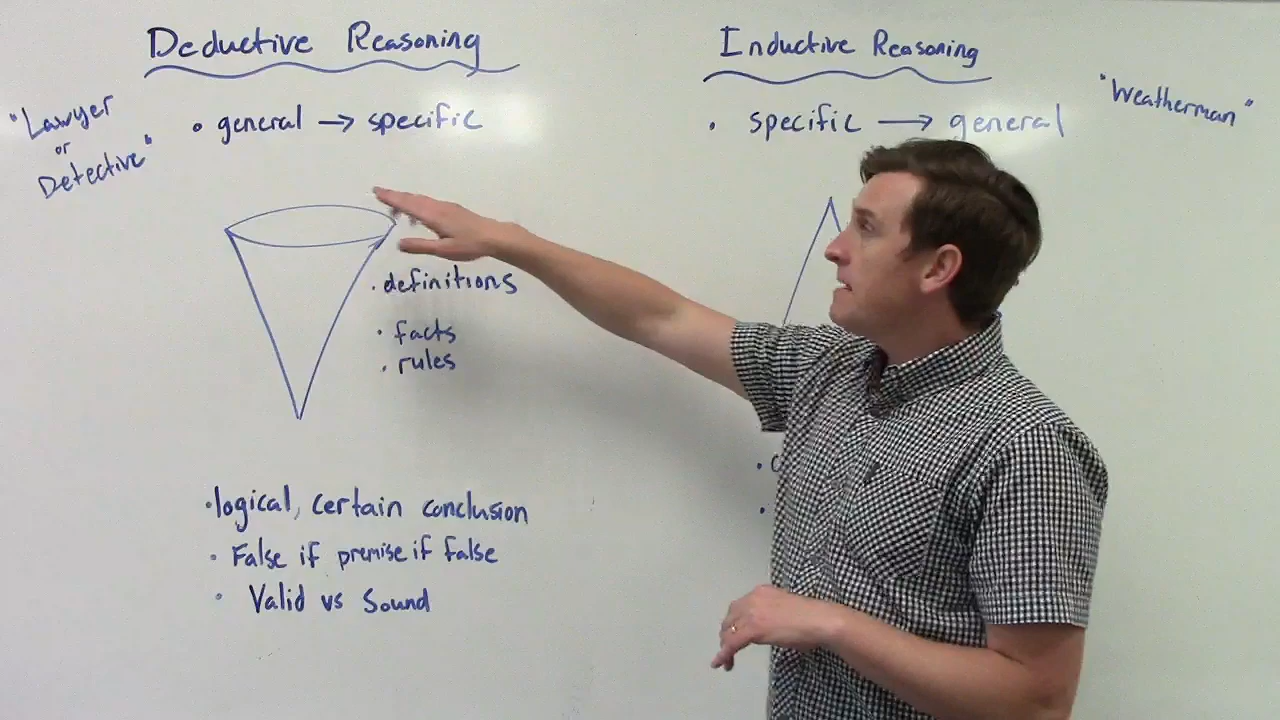 Deductive Reasoning
"Lawyer
or
Detective"
• general → specific
• definitions
• facts
• rules
• logical, certain conclusion
• False if premise if false
• Valid vs Sound
Inductive Reasoning
"Weatherman"
• specific → general